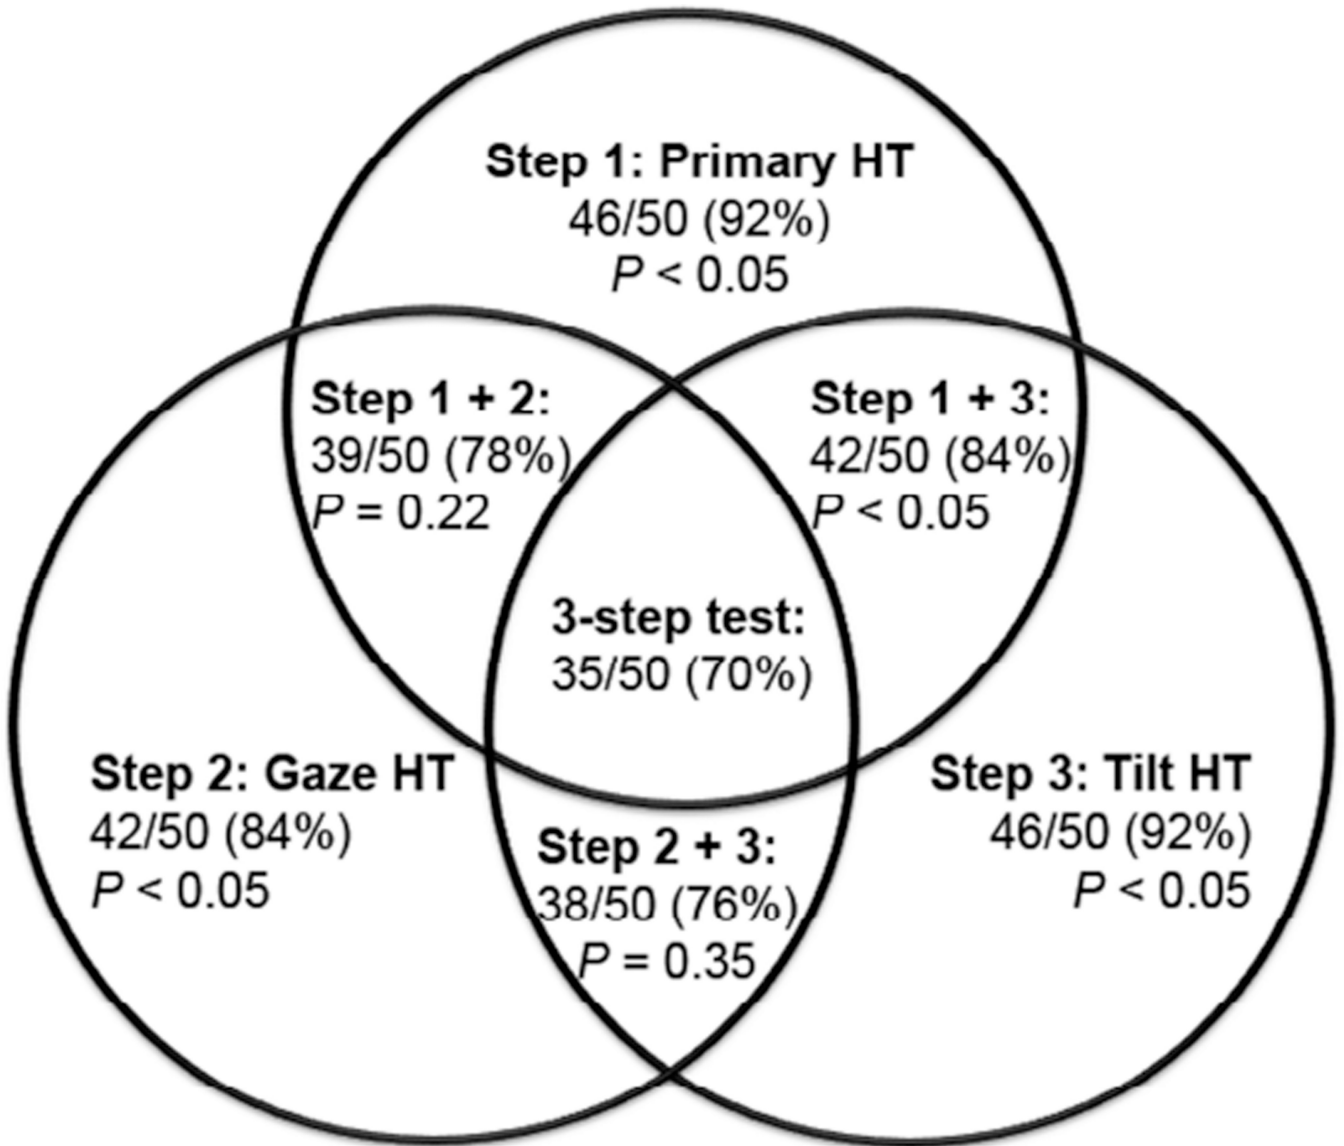 Step 1: Primary HT
46/50 (92%)
P < 0.05
Step 1 + 2:
39/50 (78%)
P = 0.22
Step 1 + 3:
42/50 (84%)
P < 0.05
3-step test:
35/50 (70%)
Step 2: Gaze HT
42/50 (84%)
P < 0.05
Step 3: Tilt HT
46/50 (92%)
P < 0.05
Step 2 + 3:
38/50 (76%)
P = 0.35